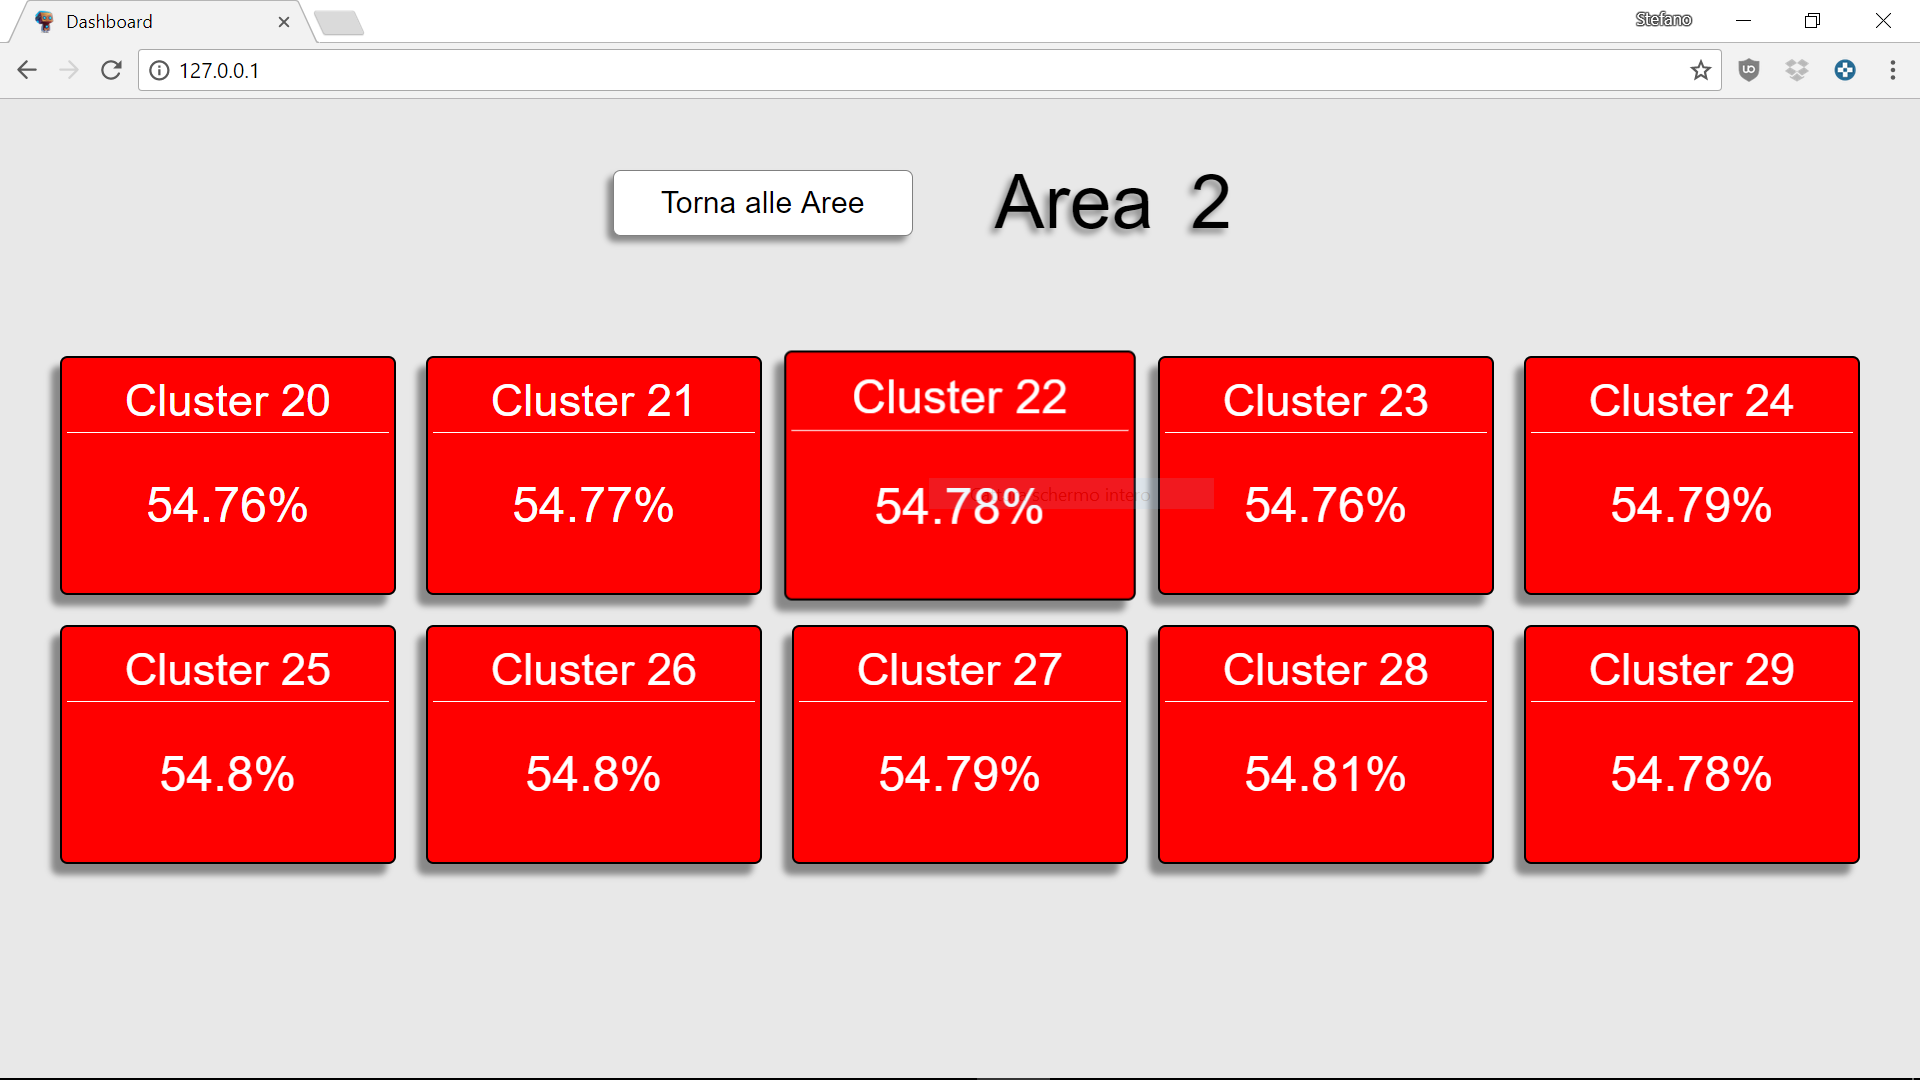 Dashboard
Stefano
127.0.0.1
Torna alle Aree
Area 2
Cluster 20
Cluster 21
Cluster 22
Cluster 23
Cluster 24
54.76%
54.77%
54.78%
schermo intero
54.76%
54.79%
Cluster 25
Cluster 26
Cluster 27
Cluster 28
Cluster 29
54.8%
54.8%
54.79%
54.81%
54.78%